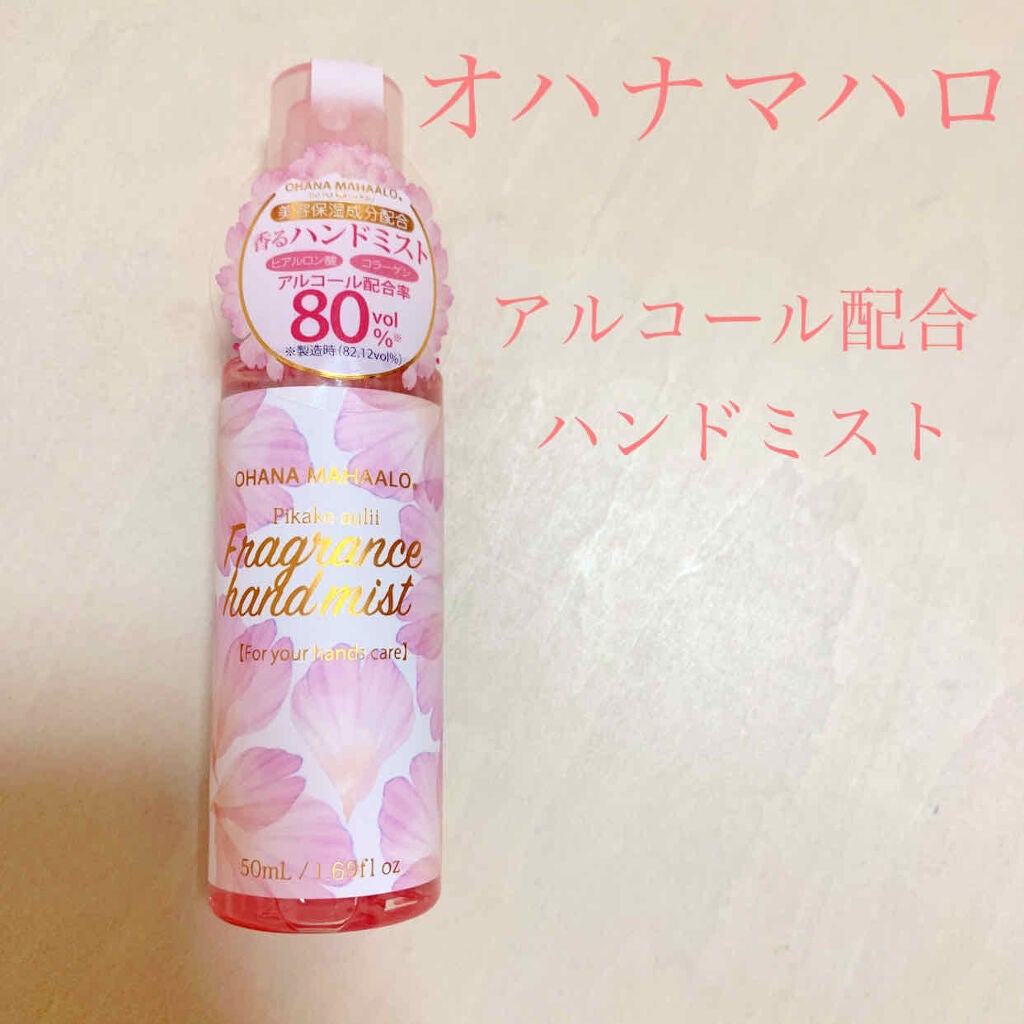 オハナマハロ
アルコール配合
ハンドミスト
OHANA MAHAALO®
美容保湿成分配合
香るハンドミスト
ヒアルロン酸 コラーゲン
アルコール配合率
80vol%※
※製造時(82.12vol%)
OHANA MAHAALO®
Pikake aulii
Fragrance
hand mist
【For your hands care】
50mL / 1.69fl oz